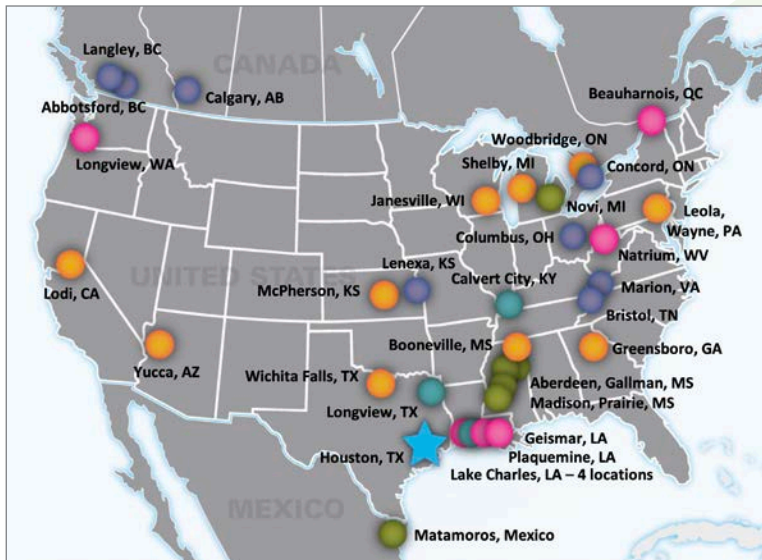 Langley, BC
CANADA
Abbotsford, BC
Calgary, AB
Beauharnois, QC
Longview, WA
Woodbridge, ON
Shelby, MI
Concord, ON
Janesville, WI
Novi, MI
Leola,
Wayne, PA
Columbus, OH
Natrium, WV
Lenexa, KS
UNITED STATES
Calvert City, KY
Lodi, CA
McPherson, KS
Marion, VA
Bristol, TN
Booneville, MS
Greensboro, GA
Yucca, AZ
Wichita Falls, TX
Aberdeen, Gallman, MS
Madison, Prairie, MS
Longview, TX
Geismar, LA
Houston, TX
Plaquemine, LA
Lake Charles, LA – 4 locations
MEXICO
Matamoros, Mexico